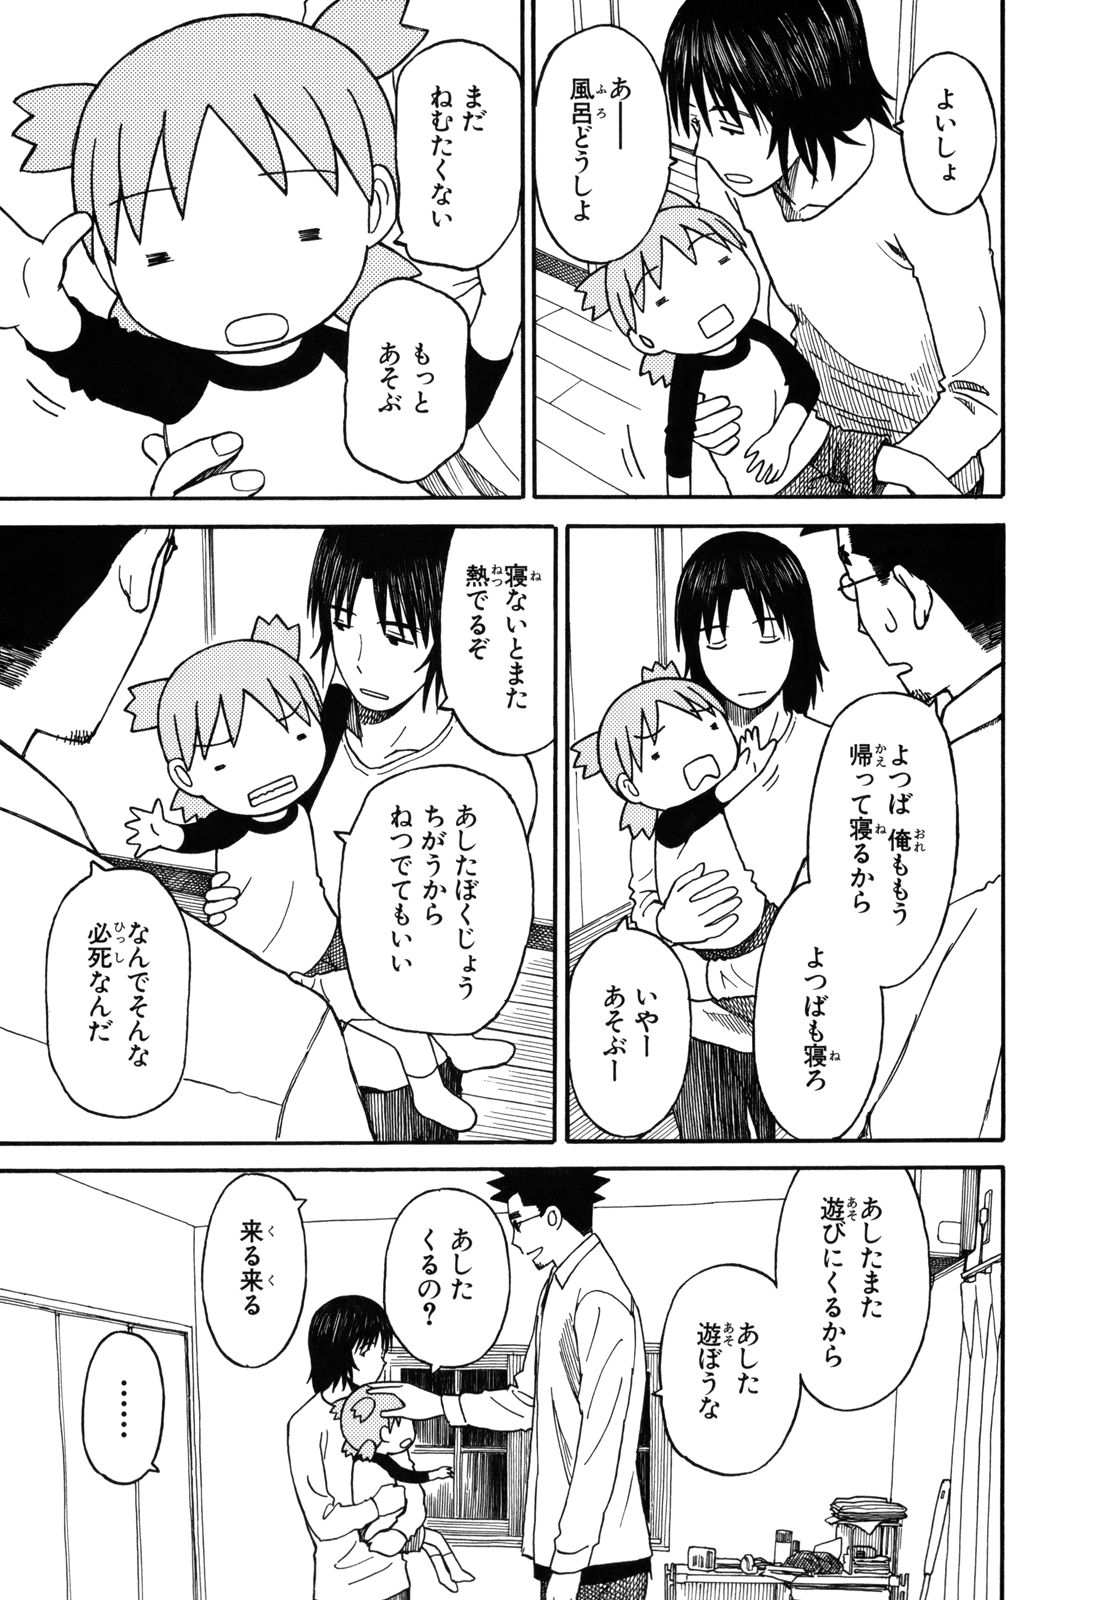 よいしょ
あー
風呂どうしよ
まだ
ねむたくない
もっと
あそぶ
よつば 俺ももう
帰って寝るから
よつばも寝ろ
いやー
あそぶー
寝ないとまた
熱でるぞ
あしたぼくじょう
ちがうから
ねつでてもいい
なんでそんな
必死なんだ
あしたまた
遊びにくるから
あした
遊ぼうな
あした
くるの?
来る来る
……